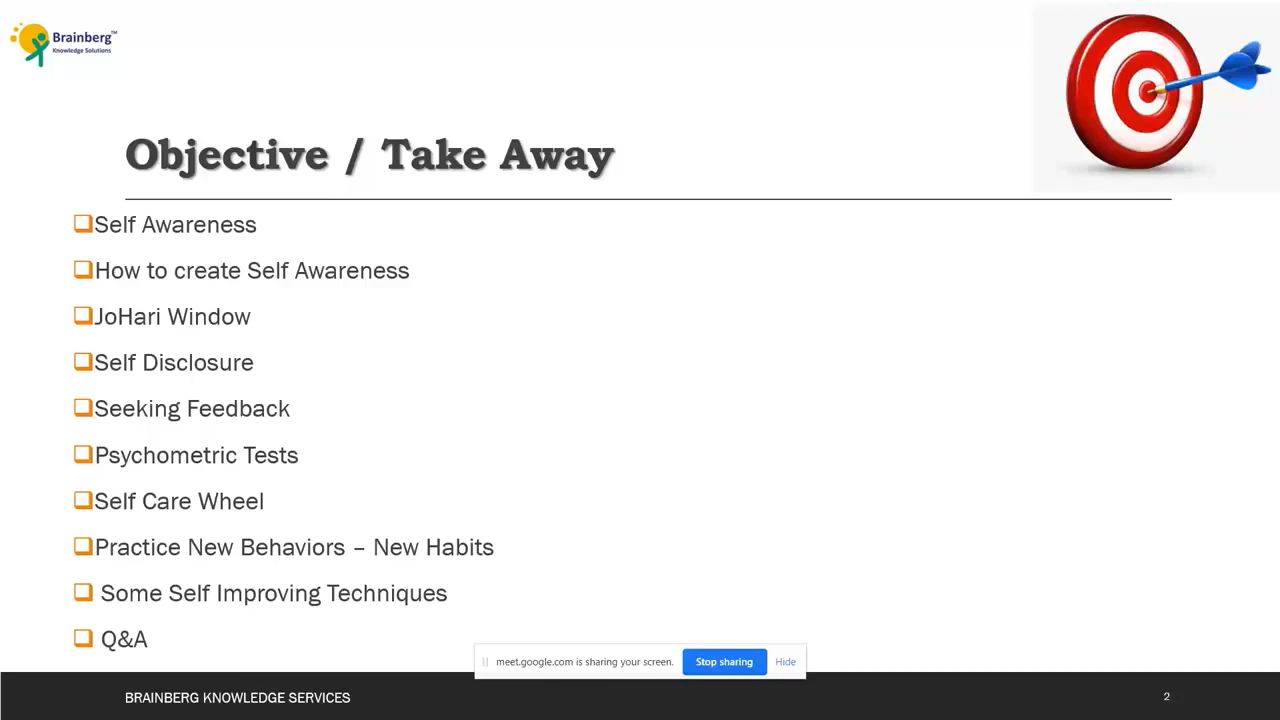 Brainberg™
Knowledge Solutions
Objective / Take Away
Self Awareness
How to create Self Awareness
JoHari Window
Self Disclosure
Seeking Feedback
Psychometric Tests
Self Care Wheel
Practice New Behaviors – New Habits
Some Self Improving Techniques
Q&A
meet.google.com is sharing your screen. Stop sharing Hide
BRAINBERG KNOWLEDGE SERVICES 2